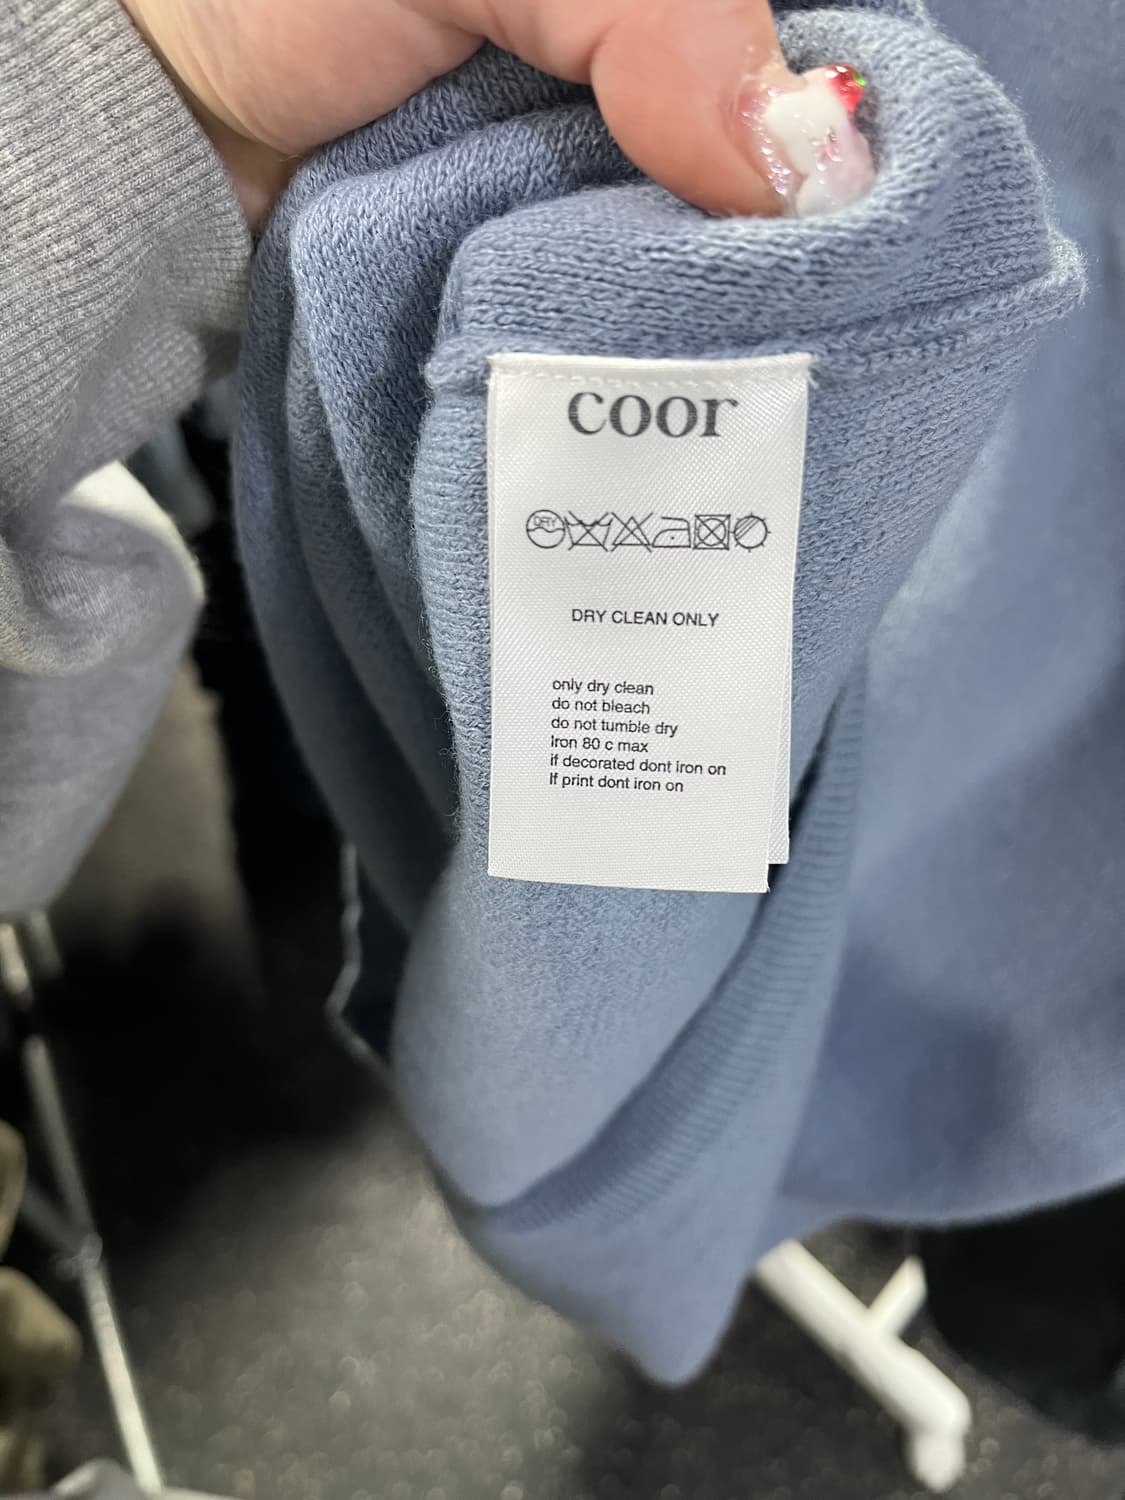 coor
DRY
DRY CLEAN ONLY
only dry clean
do not bleach
do not tumble dry
Iron 80 c max
if decorated dont iron on
If print dont iron on